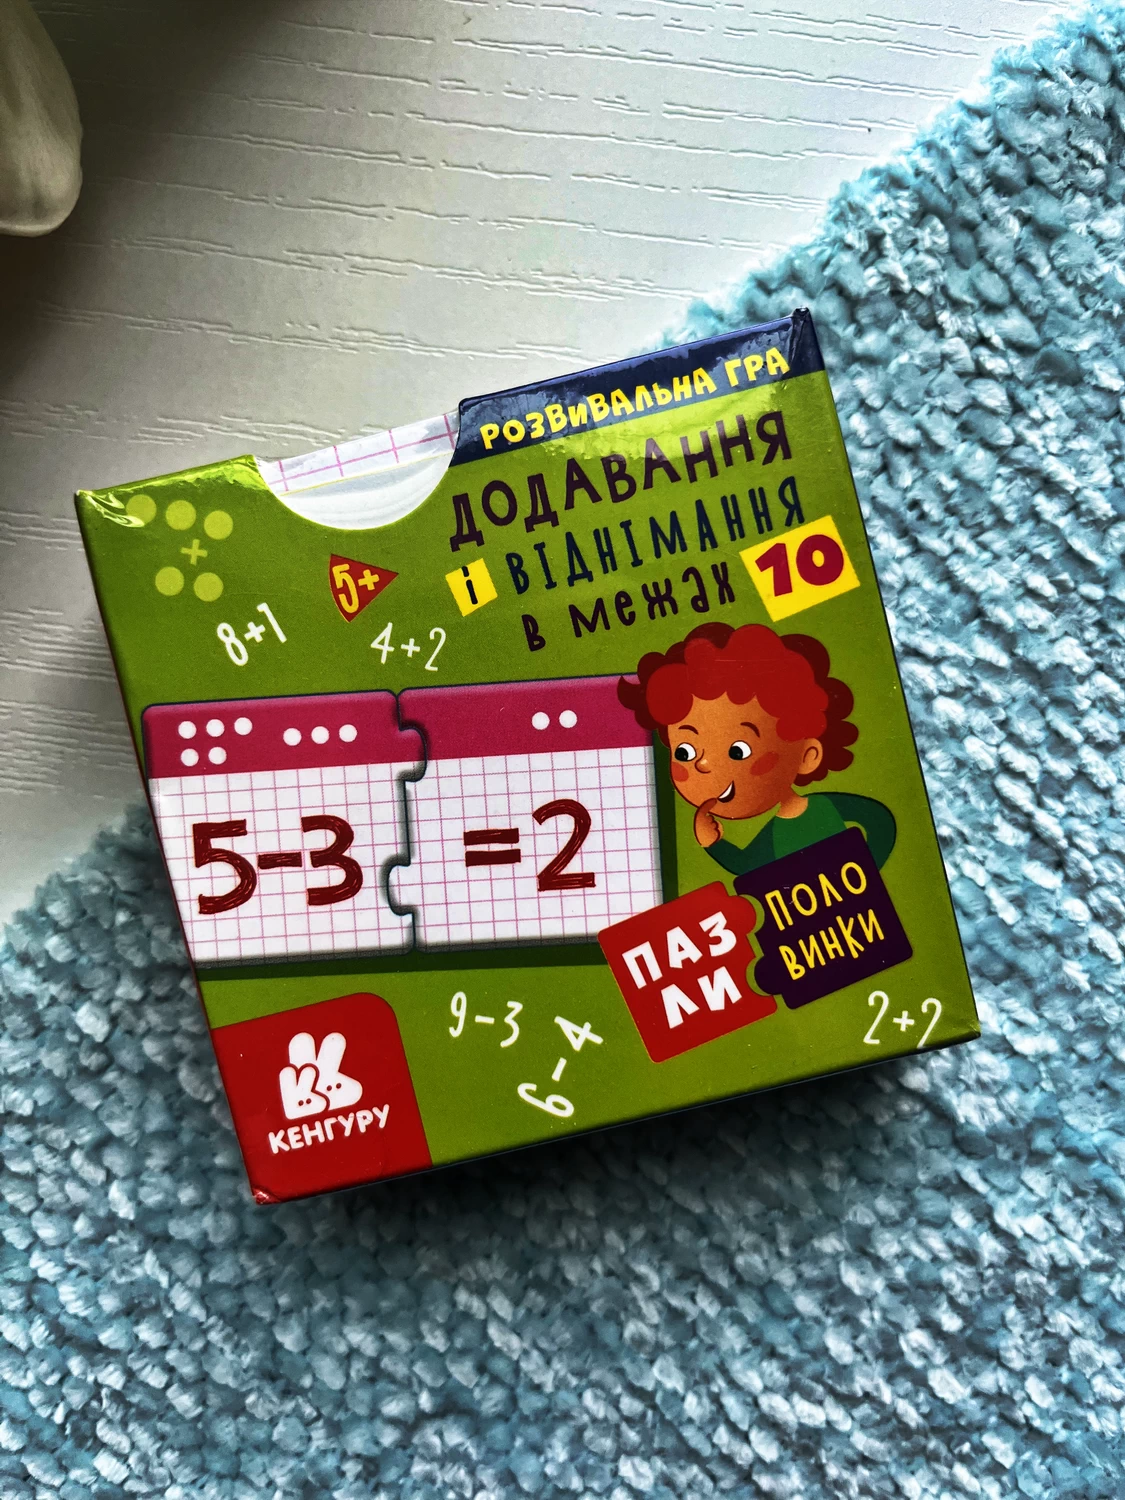 РОЗВИВАЛЬНА ГРА
ДОДАВАННЯ
і ВІДНІМАННЯ
в межах 10
5+
8+1
4+2
5-3
=2
ПАЗ
ЛИ
ПОЛО
ВИНКИ
9-3
6-4
2+2
КЕНГУРУ